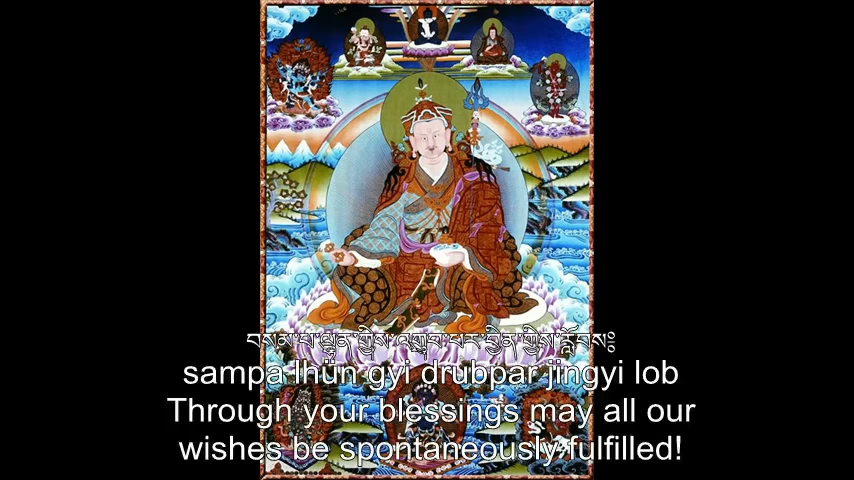 བསམ་པ་ལྷུན་གྱིས་འགྲུབ་པར་བྱིན་གྱིས་རློབས༔
sampa lhün gyi drubpar jingyi lob
Through your blessings may all our
wishes be spontaneously fulfilled!